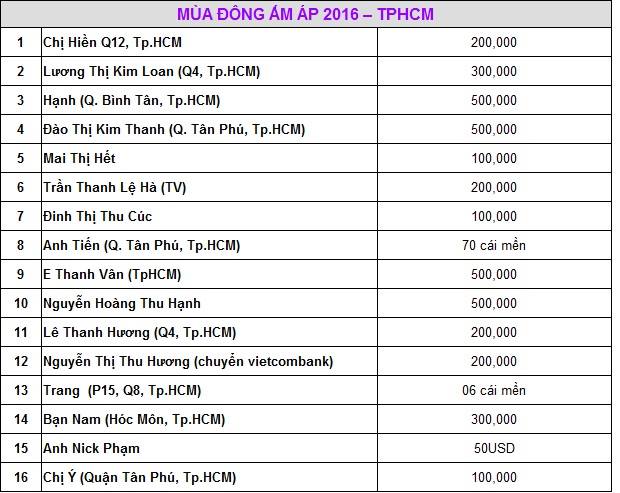 MÙA ĐÔNG ẤM ÁP 2016 – TPHCM
1 Chị Hiền Q12, Tp.HCM 200,000
2 Lương Thị Kim Loan (Q4, Tp.HCM) 300,000
3 Hạnh (Q. Bình Tân, Tp.HCM) 500,000
4 Đào Thị Kim Thanh (Q. Tân Phú, Tp.HCM) 500,000
5 Mai Thị Hết 100,000
6 Trần Thanh Lệ Hà (TV) 200,000
7 Đinh Thị Thu Cúc 100,000
8 Anh Tiến (Q. Tân Phú, Tp.HCM) 70 cái mền
9 E Thanh Vân (TpHCM) 500,000
10 Nguyễn Hoàng Thu Hạnh 500,000
11 Lê Thanh Hương (Q4, Tp.HCM) 200,000
12 Nguyễn Thị Thu Hương (chuyển vietcombank) 200,000
13 Trang (P15, Q8, Tp.HCM) 06 cái mền
14 Bạn Nam (Hóc Môn, Tp.HCM) 300,000
15 Anh Nick Phạm 50USD
16 Chị Ý (Quận Tân Phú, Tp.HCM) 100,000